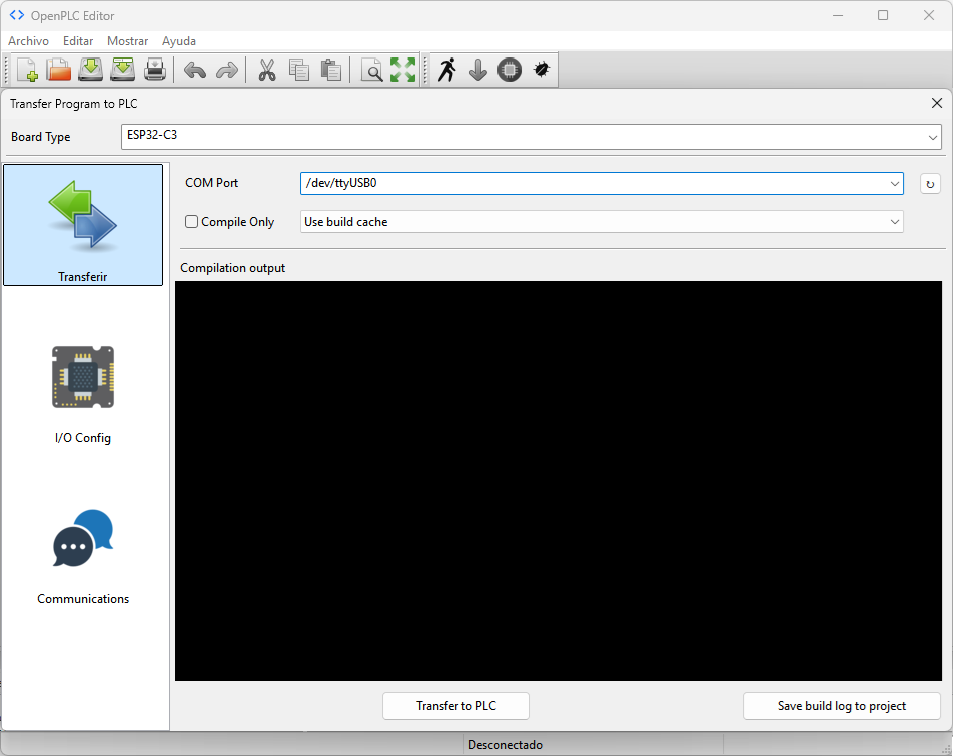 OpenPLC Editor
Archivo Editar Mostrar Ayuda
Transfer Program to PLC
Board Type ESP32-C3
COM Port /dev/ttyUSB0
Compile Only Use build cache
Compilation output
Transferir
I/O Config
Communications
Transfer to PLC Save build log to project
Desconectado